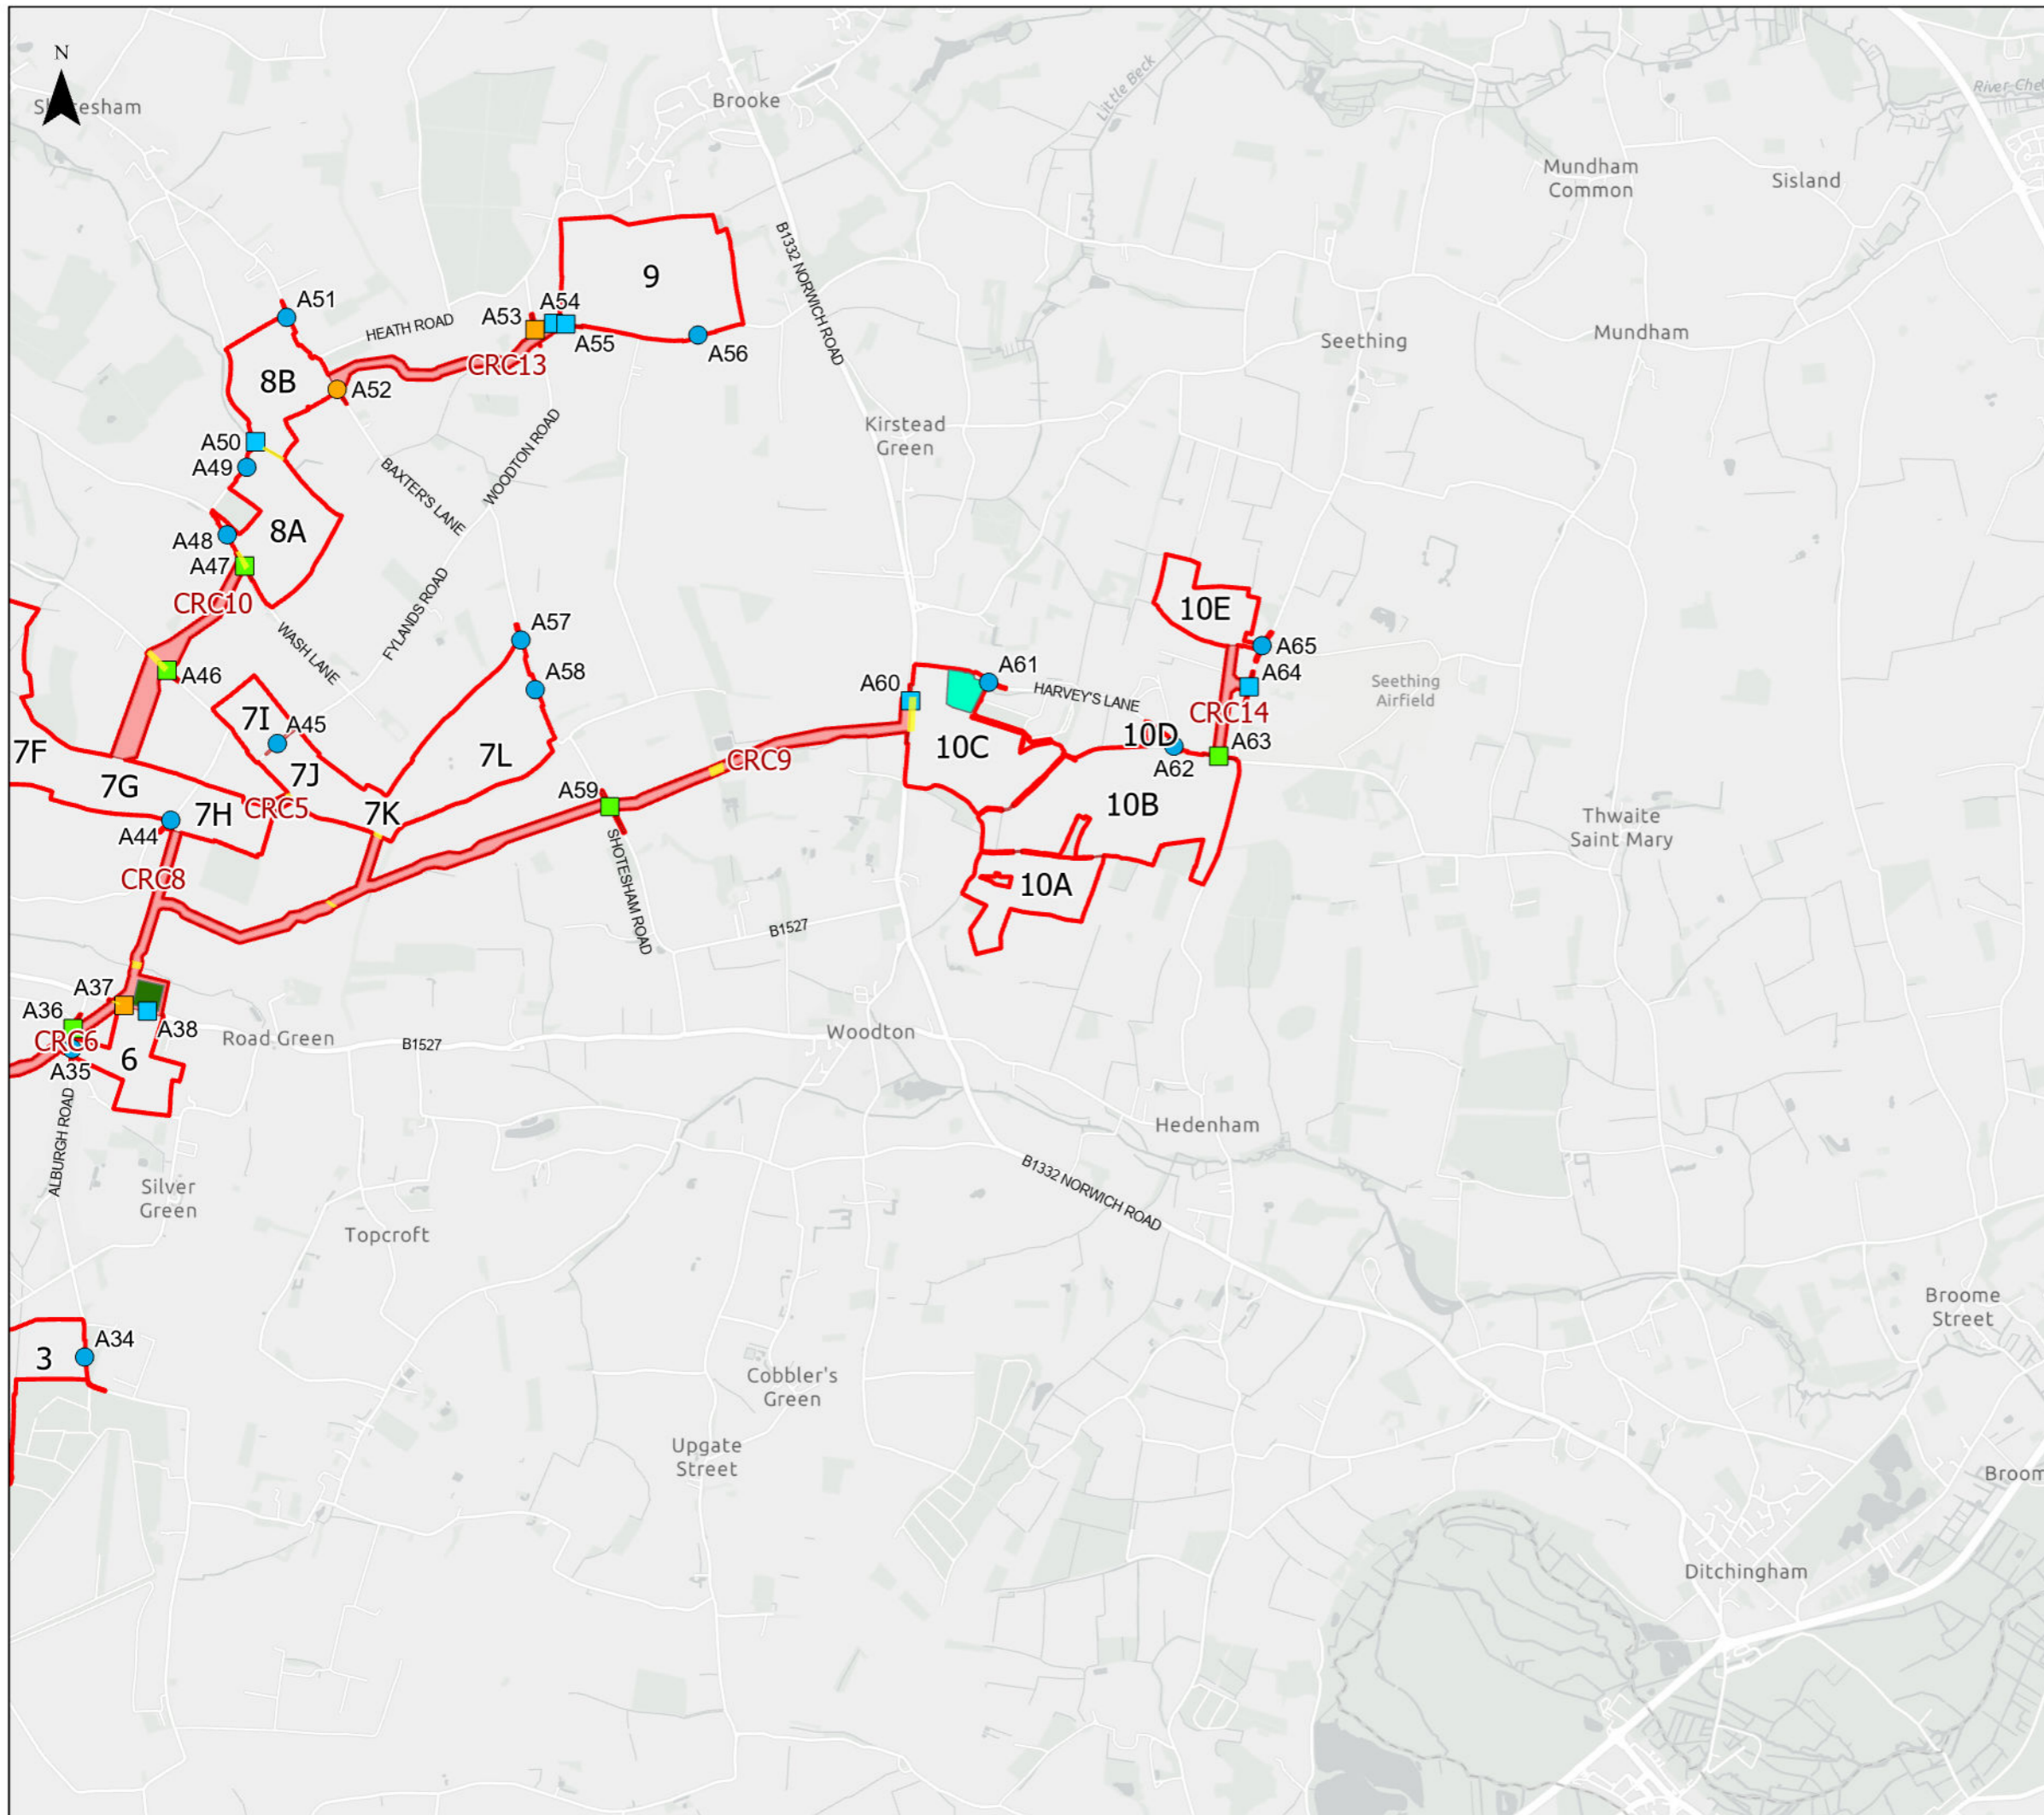 N
Brooke
Little Beck
Mundham
Common
Sisland
B1332 NORWICH ROAD
9
A51
HEATH ROAD
A53
A54
A55
A56
CRC13
Seething
Mundham
8B
A52
Kirstead
Green
A50
A49
BAXTER'S LANE
WOODTON ROAD
8A
A48
A47
CRC10
WASH LANE
FYLANDS ROAD
A57
A58
10E
A65
A64
A46
A60
A61
HARVEY'S LANE
Seething
Airfield
CRC14
7I
A45
7F
7G
7J
7L
CRC9
10C
10D
A62
A63
A59
7H
CRC5
7K
10B
A44
Thwaite
Saint Mary
CRC8
SHOTESHAM ROAD
10A
B1527
A37
A36
A38
CRC6
6
A35
Road Green
B1527
Woodton
ALBURGH ROAD
Hedenham
B1332 NORWICH ROAD
Silver
Green
Topcroft
Broome
Street
3
A34
Cobbler's
Green
Upgate
Street
Broom
Ditchingham